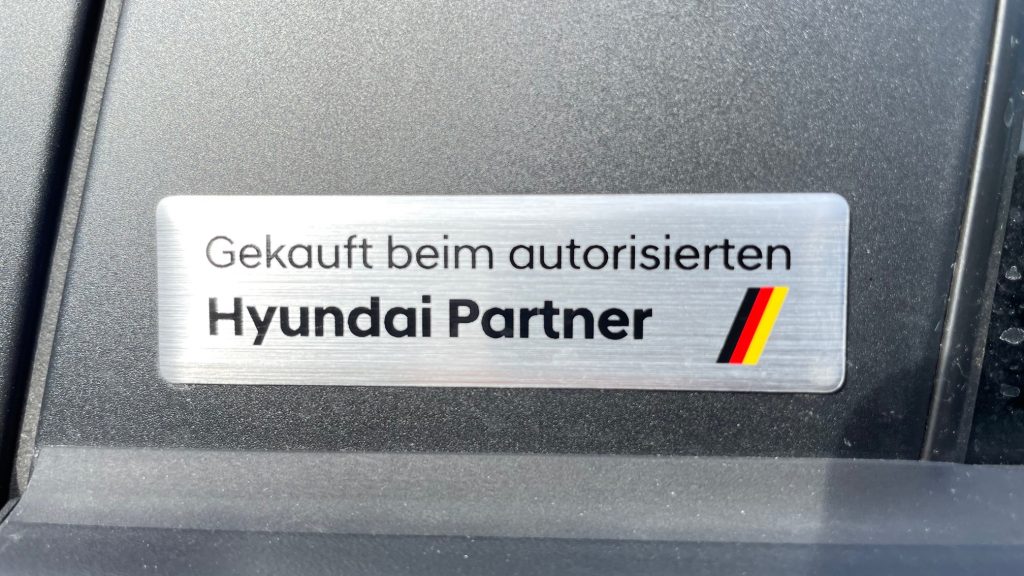 Gekauft beim autorisierten
Hyundai Partner